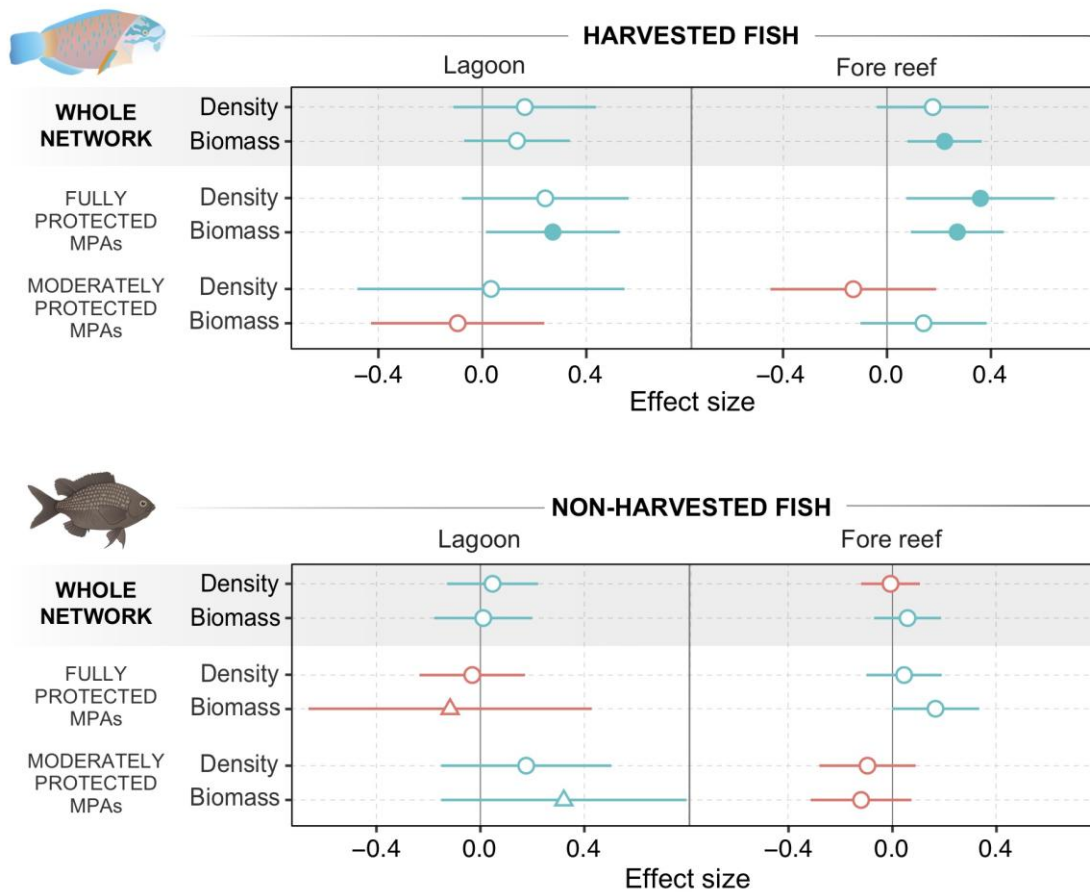 HARVESTED FISH
Lagoon
Fore reef
WHOLE
NETWORK
Density
Biomass
FULLY
PROTECTED
MPAs
Density
Biomass
MODERATELY
PROTECTED
MPAs
Density
Biomass
−0.4 0.0 0.4 −0.4 0.0 0.4
Effect size
NON-HARVESTED FISH
Lagoon
Fore reef
WHOLE
NETWORK
Density
Biomass
FULLY
PROTECTED
MPAs
Density
Biomass
MODERATELY
PROTECTED
MPAs
Density
Biomass
−0.4 0.0 0.4 −0.4 0.0 0.4
Effect size